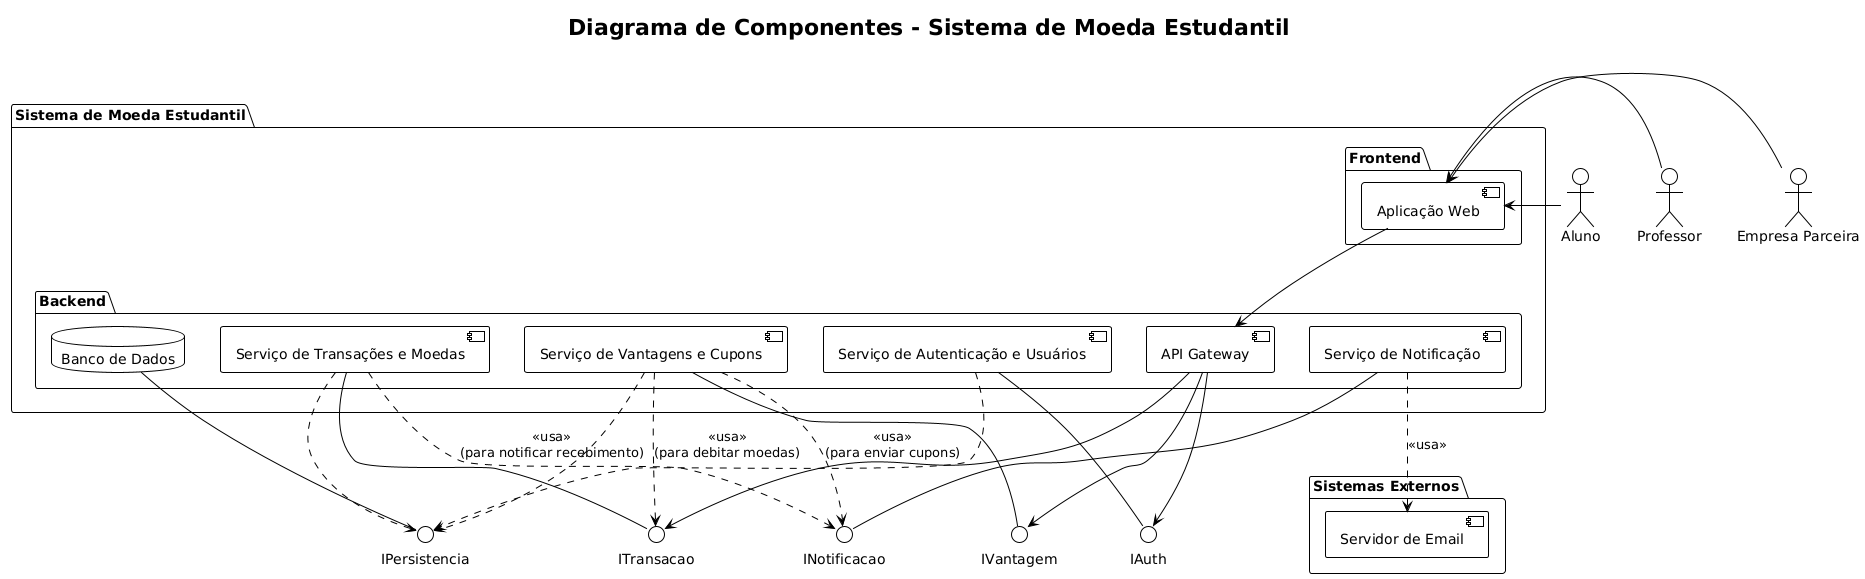 Diagrama de Componentes - Sistema de Moeda Estudantil
Sistema de Moeda Estudantil
Frontend
Aplicação Web
Aluno
Professor
Empresa Parceira
Backend
Banco de Dados
Serviço de Transações e Moedas
Serviço de Vantagens e Cupons
Serviço de Autenticação e Usuários
API Gateway
Serviço de Notificação
«usa»
(para notificar recebimento)
«usa»
(para debitar moedas)
«usa»
(para enviar cupons)
«usa»
Sistemas Externos
Servidor de Email
IPersistencia
ITransacao
INotificacao
IVantagem
IAuth